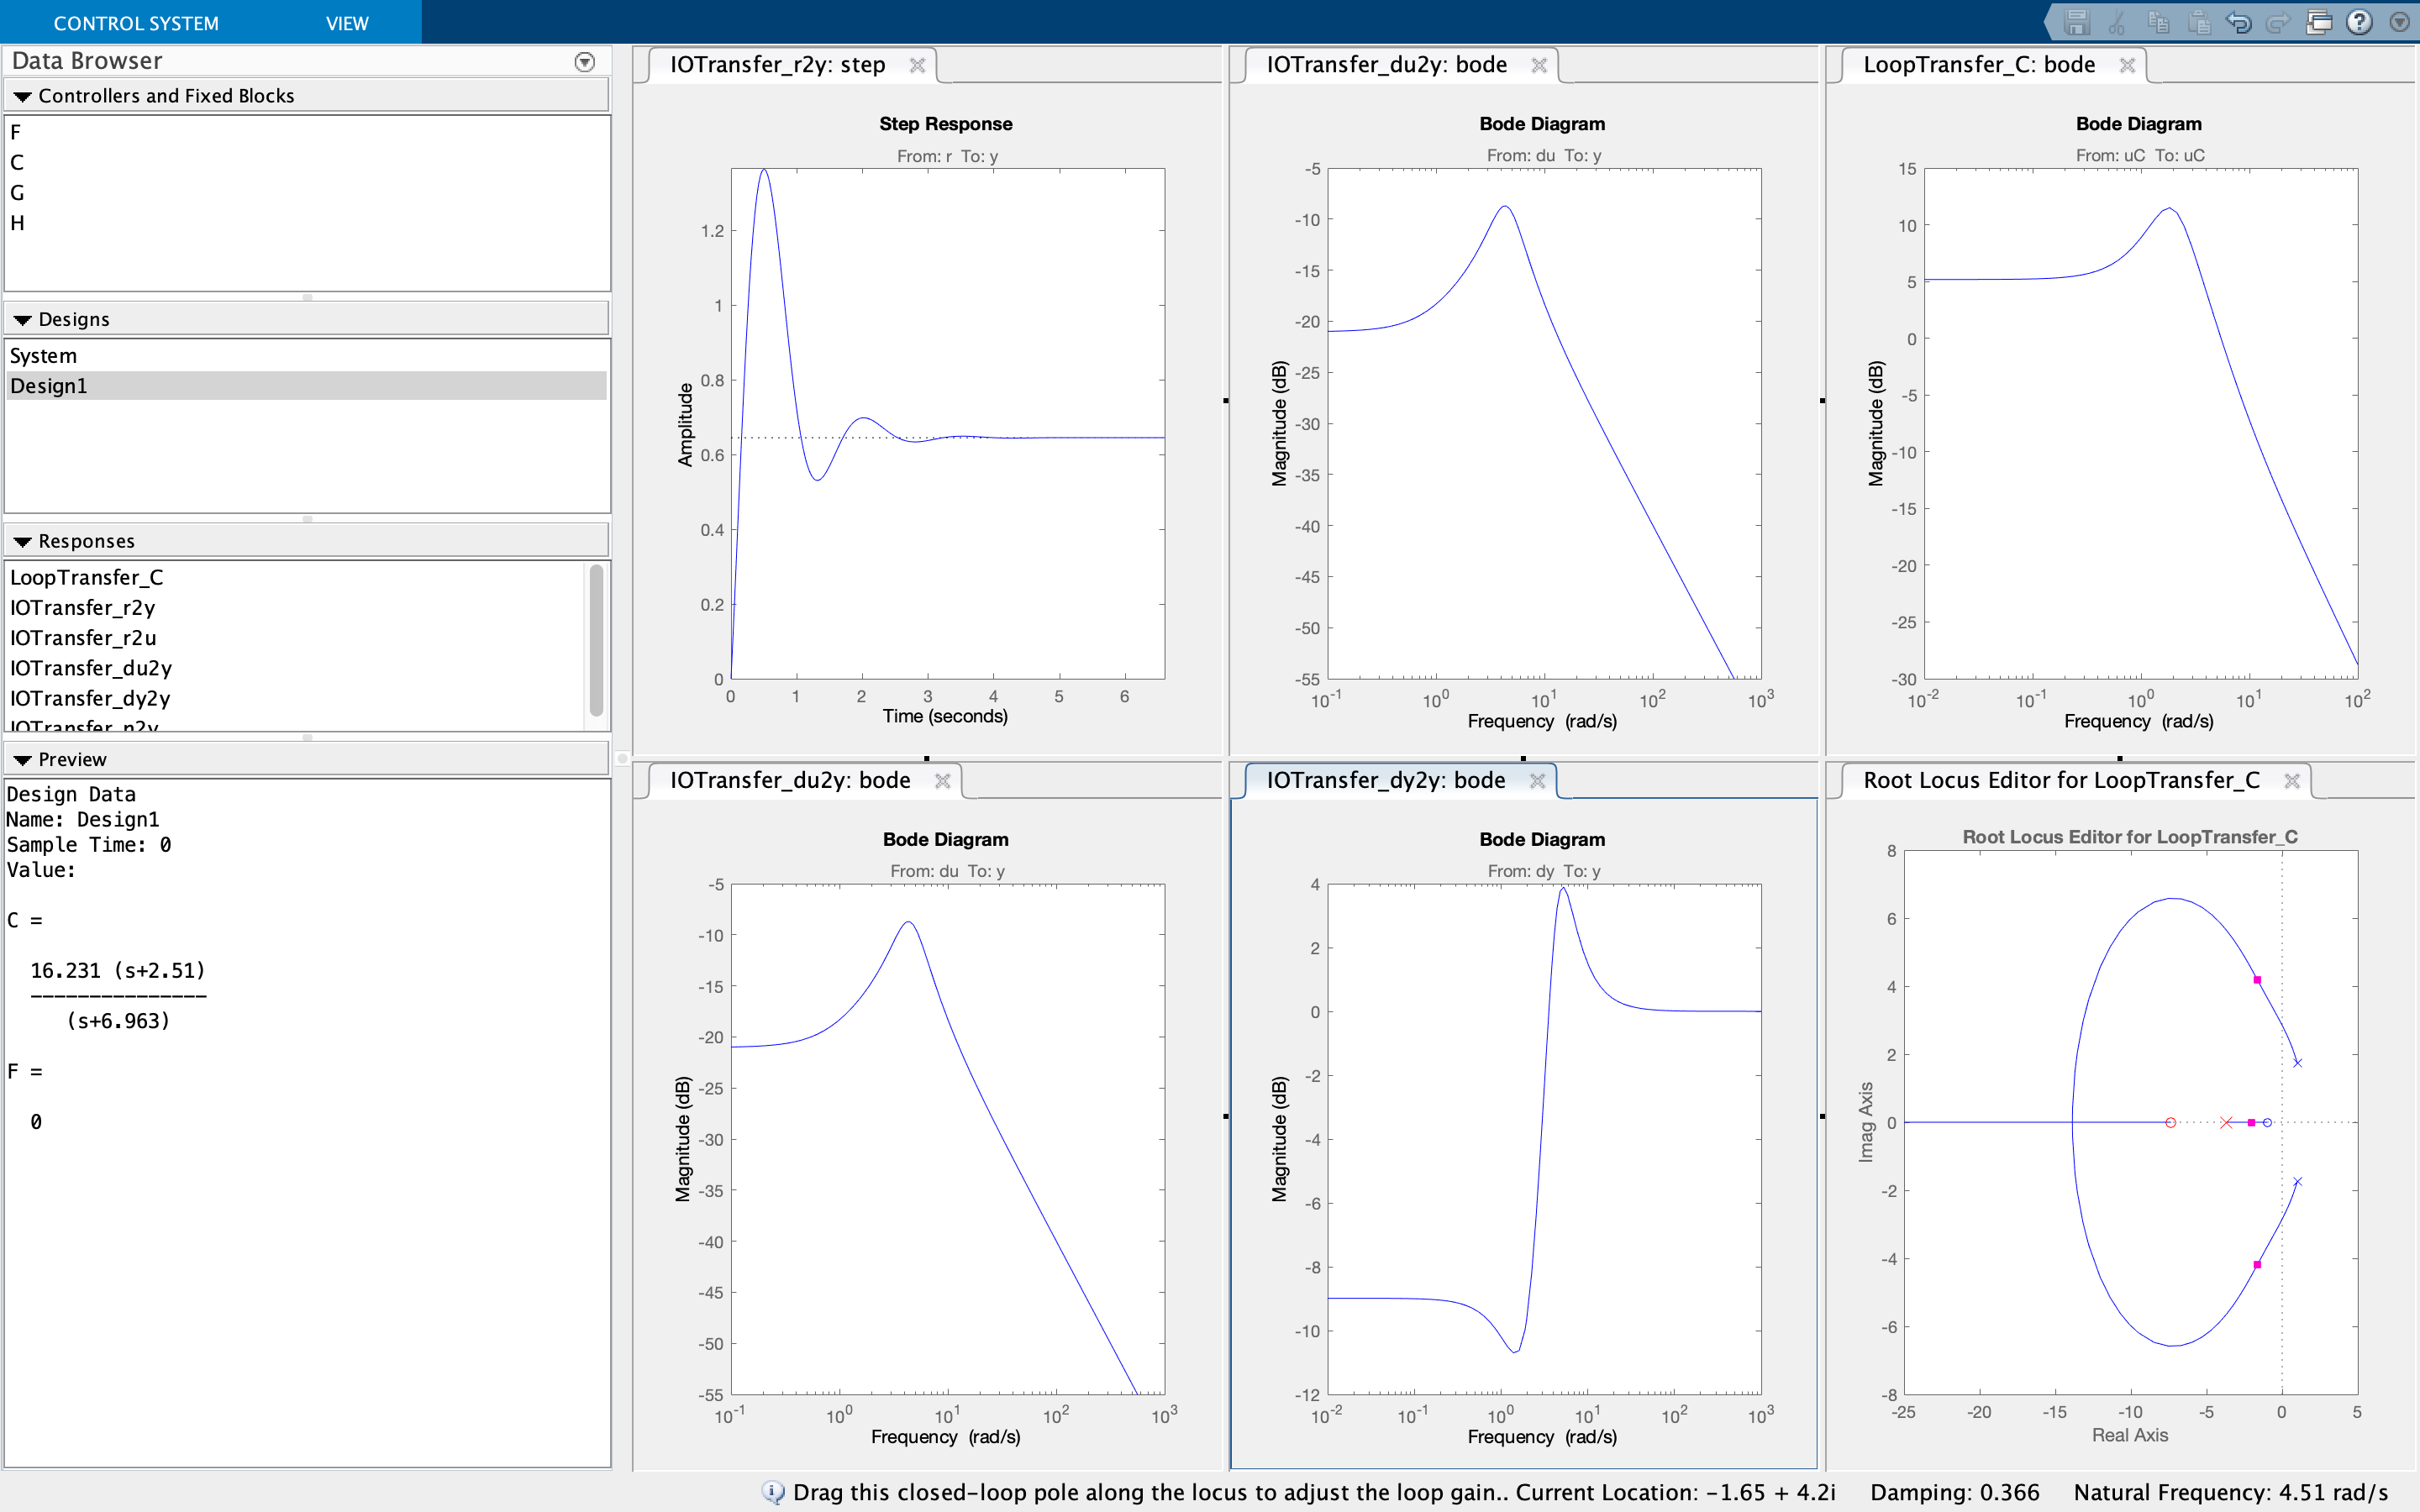 CONTROL SYSTEM VIEW
Data Browser
Controllers and Fixed Blocks
F
C
G
H
Designs
System
Design1
Responses
LoopTransfer_C
IOTransfer_r2y
IOTransfer_r2u
IOTransfer_du2y
IOTransfer_dy2y
IOTransfer_n2y
Preview
Design Data
Name: Design1
Sample Time: 0
Value:
C =
16.231 (s+2.51)
---------------
(s+6.963)
F =
0
IOTransfer_r2y: step
Step Response
From: r To: y
Amplitude
1.2
1
0.8
0.6
0.4
0.2
0
0 1 2 3 4 5 6
Time (seconds)
IOTransfer_du2y: bode
Bode Diagram
From: du To: y
Magnitude (dB)
-5
-10
-15
-20
-25
-30
-35
-40
-45
-50
-55
10^-1 10^0 10^1 10^2 10^3
Frequency (rad/s)
LoopTransfer_C: bode
Bode Diagram
From: uC To: uC
Magnitude (dB)
15
10
5
0
-5
-10
-15
-20
-25
-30
10^-2 10^-1 10^0 10^1 10^2
Frequency (rad/s)
IOTransfer_du2y: bode
Bode Diagram
From: du To: y
Magnitude (dB)
-5
-10
-15
-20
-25
-30
-35
-40
-45
-50
-55
10^-1 10^0 10^1 10^2 10^3
Frequency (rad/s)
IOTransfer_dy2y: bode
Bode Diagram
From: dy To: y
Magnitude (dB)
4
2
0
-2
-4
-6
-8
-10
-12
10^-2 10^-1 10^0 10^1 10^2 10^3
Frequency (rad/s)
Root Locus Editor for LoopTransfer_C
Root Locus Editor for LoopTransfer_C
Imag Axis
8
6
4
2
0
-2
-4
-6
-8
-25 -20 -15 -10 -5 0 5
Real Axis
Drag this closed-loop pole along the locus to adjust the loop gain.. Current Location: -1.65 + 4.2i Damping: 0.366 Natural Frequency: 4.51 rad/s